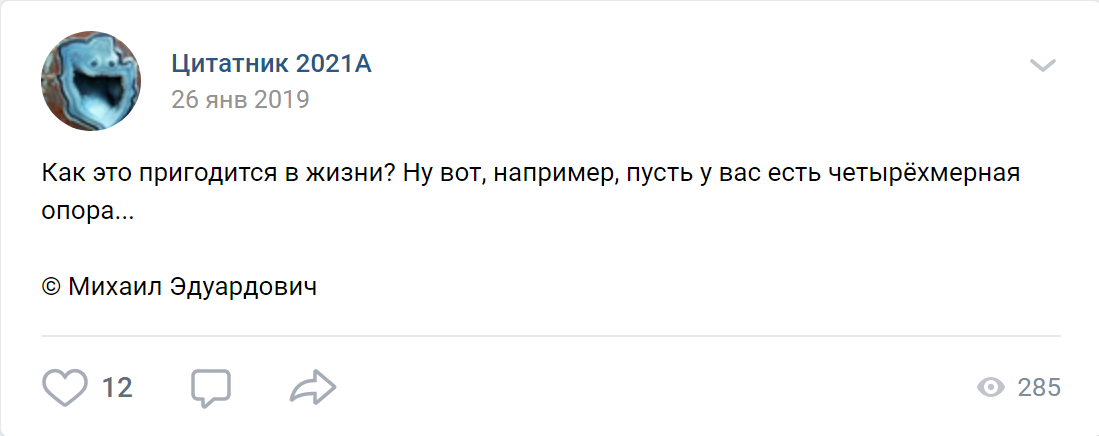 Цитатник 2021А
26 янв 2019
Как это пригодится в жизни? Ну вот, например, пусть у вас есть четырёхмерная
опора...
© Михаил Эдуардович
12
285